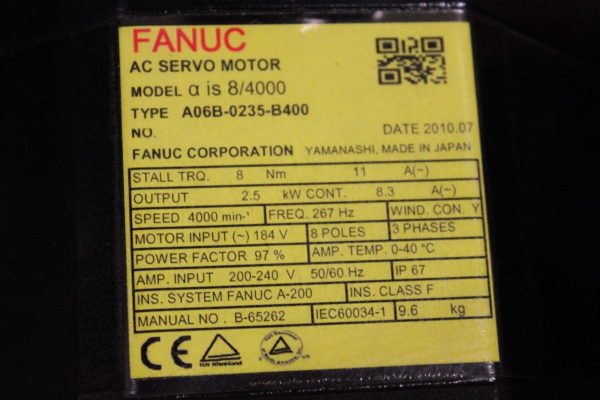 FANUC
AC SERVO MOTOR
MODEL α is 8/4000
TYPE A06B-0235-B400
NO.
DATE 2010.07
FANUC CORPORATION YAMANASHI, MADE IN JAPAN
STALL TRQ. 8 Nm 11 A(~)
OUTPUT 2.5 kW CONT. 8.3 A(~)
SPEED 4000 min-¹ FREQ. 267 Hz WIND. CON. Y
MOTOR INPUT (~) 184 V 8 POLES 3 PHASES
POWER FACTOR 97 % AMP. TEMP. 0-40 °C
AMP. INPUT 200-240 V 50/60 Hz IP 67
INS. SYSTEM FANUC A-200 INS. CLASS F
MANUAL NO. B-65262 IEC60034-1 9.6 kg
CE TÜV Rheinland